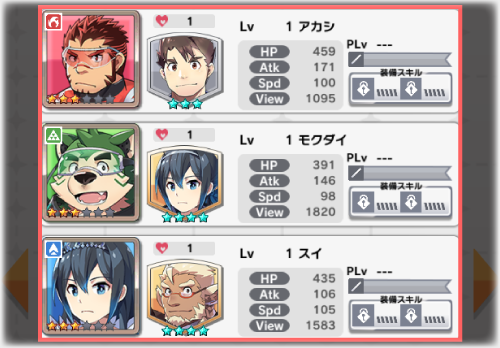 1 Lv 1 アカシ
HP 459
Atk 171
Spd 100
View 1095
PLv ---
装備スキル
1 Lv 1 モクダイ
HP 391
Atk 146
Spd 98
View 1820
PLv ---
装備スキル
1 Lv 1 スイ
HP 435
Atk 106
Spd 105
View 1583
PLv ---
装備スキル